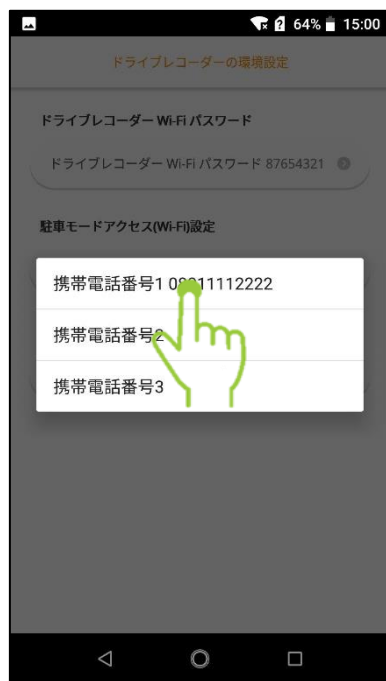 64% 15:00
ドライブレコーダーの環境設定
ドライブレコーダー Wi-Fi パスワード
ドライブレコーダー Wi-Fi パスワード 87654321
駐車モードアクセス(Wi-Fi)設定
携帯電話番号1
携帯電話番号2
携帯電話番号3